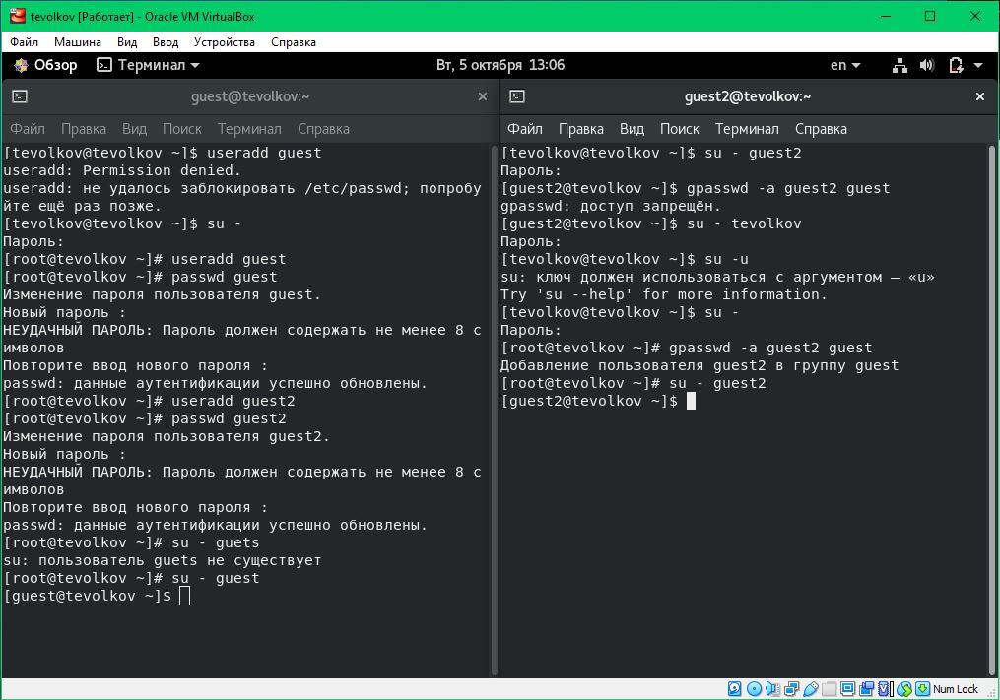 tevolkov [Работает] - Oracle VM VirtualBox
Файл Машина Вид Ввод Устройства Справка
Обзор Терминал Вт, 5 октября 13:06 en
guest@tevolkov:~
Файл Правка Вид Поиск Терминал Справка
[tevolkov@tevolkov ~]$ useradd guest
useradd: Permission denied.
useradd: не удалось заблокировать /etc/passwd; попробу
йте ещё раз позже.
[tevolkov@tevolkov ~]$ su -
Пароль:
[root@tevolkov ~]# useradd guest
[root@tevolkov ~]# passwd guest
Изменение пароля пользователя guest.
Новый пароль :
НЕУДАЧНЫЙ ПАРОЛЬ: Пароль должен содержать не менее 8 с
имволов
Повторите ввод нового пароля :
passwd: данные аутентификации успешно обновлены.
[root@tevolkov ~]# useradd guest2
[root@tevolkov ~]# passwd guest2
Изменение пароля пользователя guest2.
Новый пароль :
НЕУДАЧНЫЙ ПАРОЛЬ: Пароль должен содержать не менее 8 с
имволов
Повторите ввод нового пароля :
passwd: данные аутентификации успешно обновлены.
[root@tevolkov ~]# su - guets
su: пользователь guets не существует
[root@tevolkov ~]# su - guest
[guest@tevolkov ~]$
guest2@tevolkov:~
Файл Правка Вид Поиск Терминал Справка
[tevolkov@tevolkov ~]$ su - guest2
Пароль:
[guest2@tevolkov ~]$ gpasswd -a guest2 guest
gpasswd: доступ запрещён.
[guest2@tevolkov ~]$ su - tevolkov
Пароль:
[tevolkov@tevolkov ~]$ su -u
su: ключ должен использоваться с аргументом — «u»
Try 'su --help' for more information.
[tevolkov@tevolkov ~]$ su -
Пароль:
[root@tevolkov ~]# gpasswd -a guest2 guest
Добавление пользователя guest2 в группу guest
[root@tevolkov ~]# su - guest2
[guest2@tevolkov ~]$
Num Lock